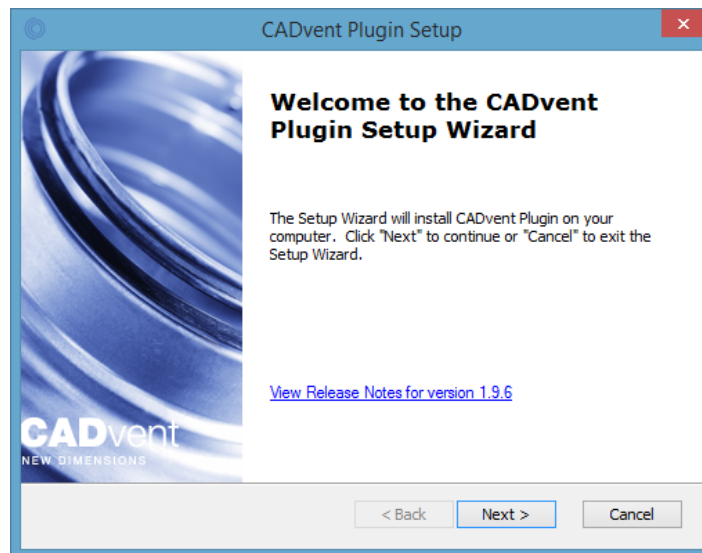 CADvent Plugin Setup
Welcome to the CADvent
Plugin Setup Wizard
The Setup Wizard will install CADvent Plugin on your
computer. Click "Next" to continue or "Cancel" to exit the
Setup Wizard.
View Release Notes for version 1.9.6
CADvent
NEW DIMENSIONS
< Back Next > Cancel